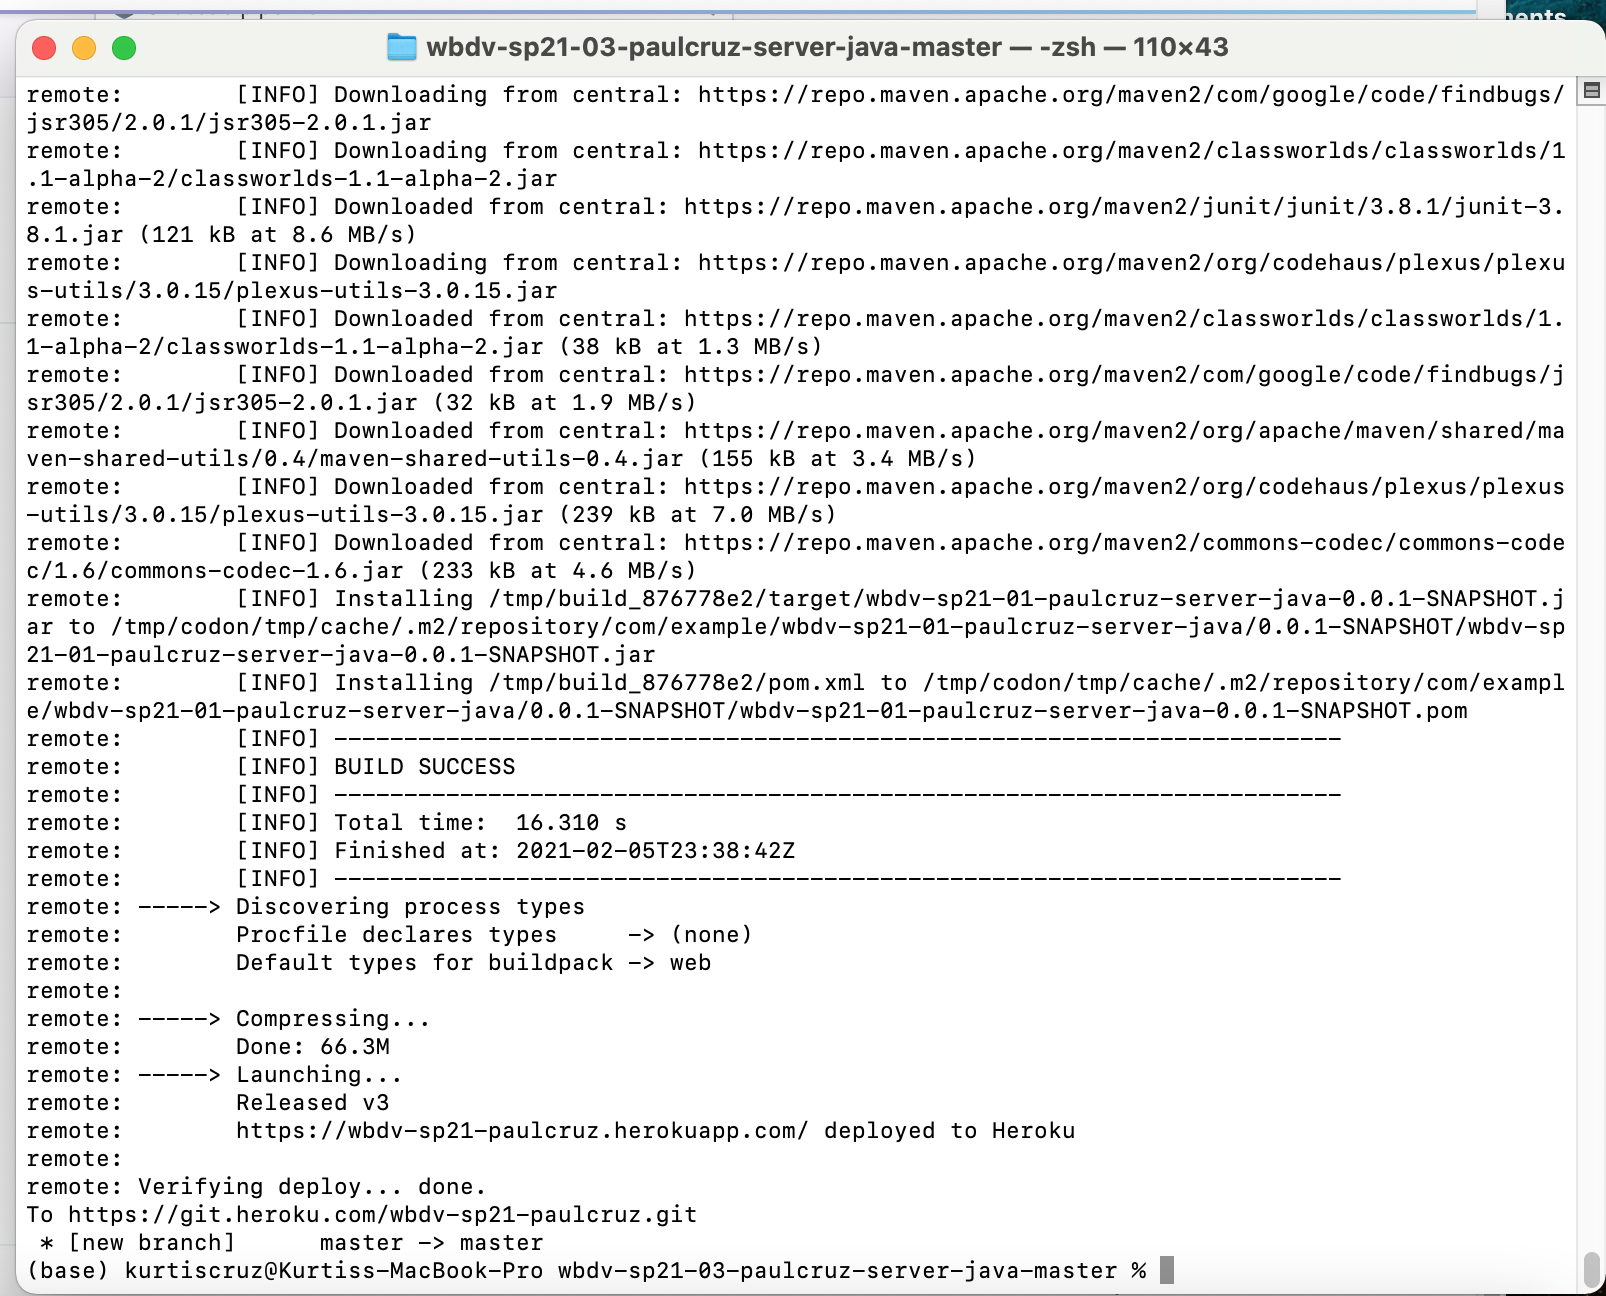 ments
wbdv-sp21-03-paulcruz-server-java-master — -zsh — 110×43
remote:        [INFO] Downloading from central: https://repo.maven.apache.org/maven2/com/google/code/findbugs/
jsr305/2.0.1/jsr305-2.0.1.jar
remote:        [INFO] Downloading from central: https://repo.maven.apache.org/maven2/classworlds/classworlds/1
.1-alpha-2/classworlds-1.1-alpha-2.jar
remote:        [INFO] Downloaded from central: https://repo.maven.apache.org/maven2/junit/junit/3.8.1/junit-3.
8.1.jar (121 kB at 8.6 MB/s)
remote:        [INFO] Downloading from central: https://repo.maven.apache.org/maven2/org/codehaus/plexus/plexu
s-utils/3.0.15/plexus-utils-3.0.15.jar
remote:        [INFO] Downloaded from central: https://repo.maven.apache.org/maven2/classworlds/classworlds/1.
1-alpha-2/classworlds-1.1-alpha-2.jar (38 kB at 1.3 MB/s)
remote:        [INFO] Downloaded from central: https://repo.maven.apache.org/maven2/com/google/code/findbugs/j
sr305/2.0.1/jsr305-2.0.1.jar (32 kB at 1.9 MB/s)
remote:        [INFO] Downloaded from central: https://repo.maven.apache.org/maven2/org/apache/maven/shared/ma
ven-shared-utils/0.4/maven-shared-utils-0.4.jar (155 kB at 3.4 MB/s)
remote:        [INFO] Downloaded from central: https://repo.maven.apache.org/maven2/org/codehaus/plexus/plexus
-utils/3.0.15/plexus-utils-3.0.15.jar (239 kB at 7.0 MB/s)
remote:        [INFO] Downloaded from central: https://repo.maven.apache.org/maven2/commons-codec/commons-code
c/1.6/commons-codec-1.6.jar (233 kB at 4.6 MB/s)
remote:        [INFO] Installing /tmp/build_876778e2/target/wbdv-sp21-01-paulcruz-server-java-0.0.1-SNAPSHOT.j
ar to /tmp/codon/tmp/cache/.m2/repository/com/example/wbdv-sp21-01-paulcruz-server-java/0.0.1-SNAPSHOT/wbdv-sp
21-01-paulcruz-server-java-0.0.1-SNAPSHOT.jar
remote:        [INFO] Installing /tmp/build_876778e2/pom.xml to /tmp/codon/tmp/cache/.m2/repository/com/exampl
e/wbdv-sp21-01-paulcruz-server-java/0.0.1-SNAPSHOT/wbdv-sp21-01-paulcruz-server-java-0.0.1-SNAPSHOT.pom
remote:        [INFO] ------------------------------------------------------------------------
remote:        [INFO] BUILD SUCCESS
remote:        [INFO] ------------------------------------------------------------------------
remote:        [INFO] Total time:  16.310 s
remote:        [INFO] Finished at: 2021-02-05T23:38:42Z
remote:        [INFO] ------------------------------------------------------------------------
remote: -----> Discovering process types
remote:        Procfile declares types     -> (none)
remote:        Default types for buildpack -> web
remote:
remote: -----> Compressing...
remote:        Done: 66.3M
remote: -----> Launching...
remote:        Released v3
remote:        https://wbdv-sp21-paulcruz.herokuapp.com/ deployed to Heroku
remote:
remote: Verifying deploy... done.
To https://git.heroku.com/wbdv-sp21-paulcruz.git
 * [new branch]      master -> master
(base) kurtiscruz@Kurtiss-MacBook-Pro wbdv-sp21-03-paulcruz-server-java-master %